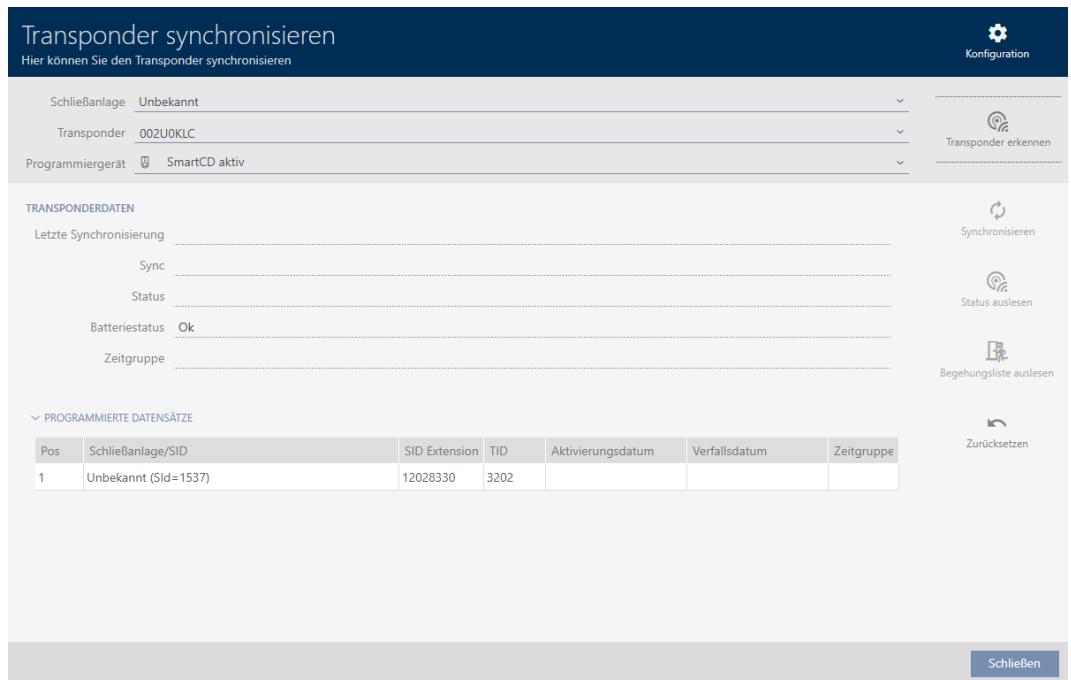 Transponder synchronisieren
Hier können Sie den Transponder synchronisieren
Konfiguration
Schließanlage Unbekannt
Transponder 002U0KLC
Programmiergerät SmartCD aktiv
Transponder erkennen
TRANSPONDERDATEN
Letzte Synchronisierung
Sync
Status
Batteriestatus Ok
Zeitgruppe
Synchronisieren
Status auslesen
Begehungsliste auslesen
Zurücksetzen
PROGRAMMIERTE DATENSÄTZE
Pos Schließanlage/SID SID Extension TID Aktivierungsdatum Verfallsdatum Zeitgruppe
1 Unbekannt (SId=1537) 12028330 3202
Schließen